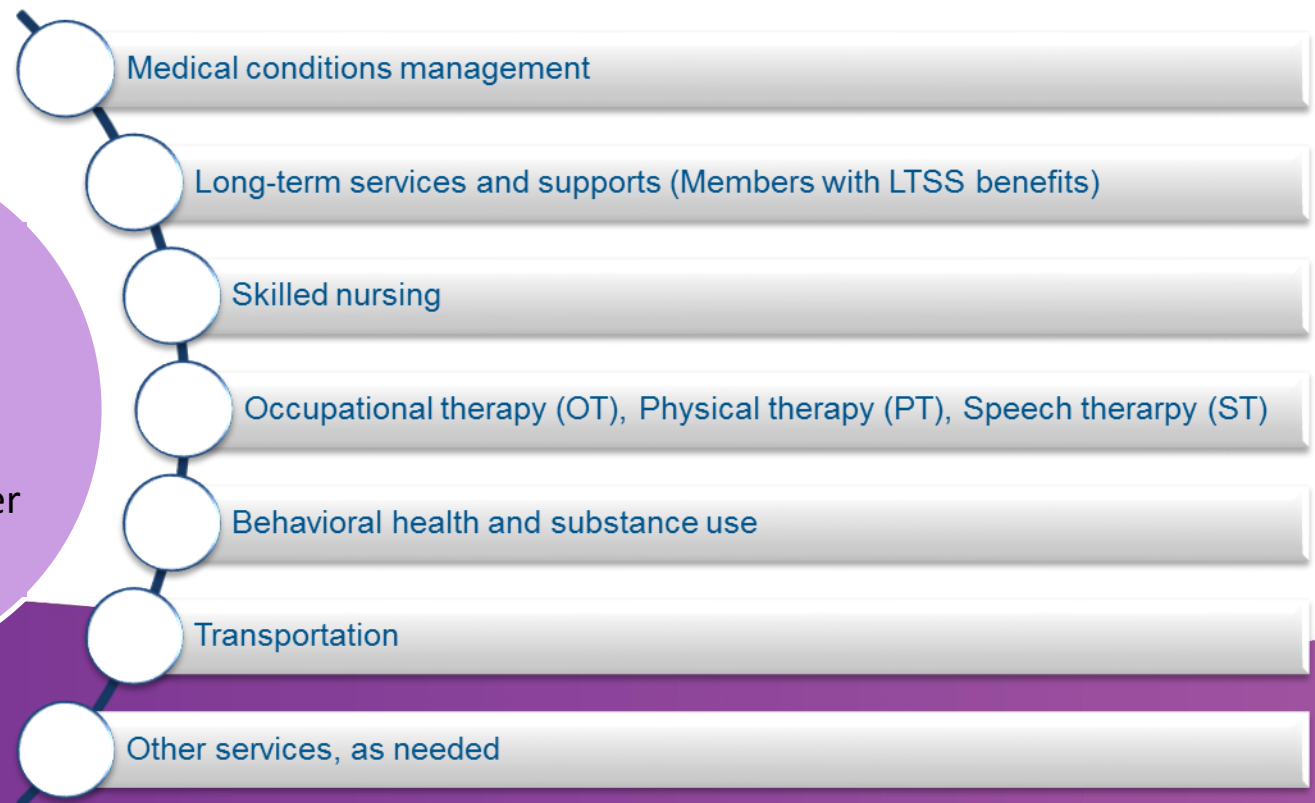 Medical conditions management
Long-term services and supports (Members with LTSS benefits)
Skilled nursing
Occupational therapy (OT), Physical therapy (PT), Speech therarpy (ST)
er
Behavioral health and substance use
Transportation
Other services, as needed